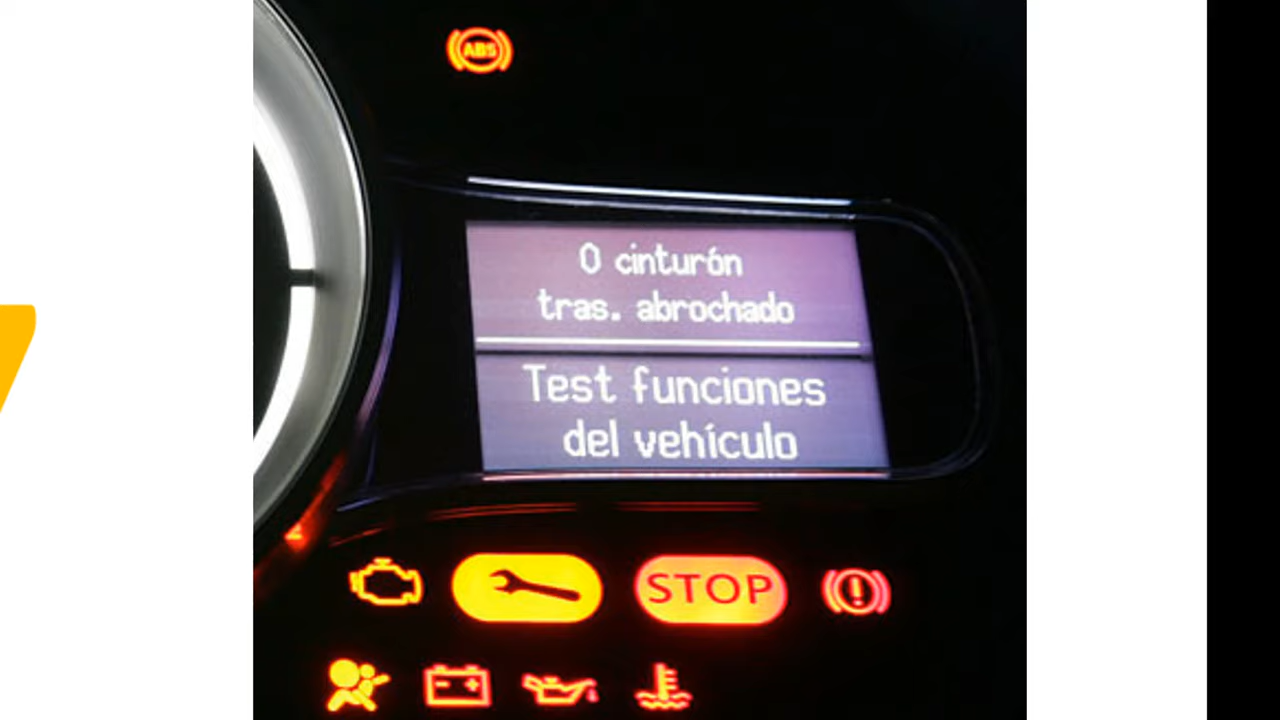 ABS
0 cinturón
tras. abrochado
Test funciones
del vehículo
STOP